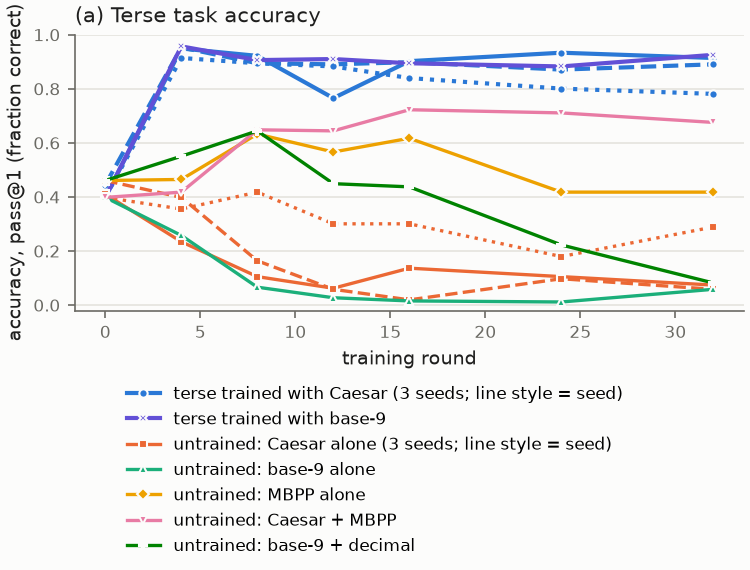 (a) Terse task accuracy
accuracy, pass@1 (fraction correct)
1.0
0.8
0.6
0.4
0.2
0.0
0 5 10 15 20 25 30
training round
terse trained with Caesar (3 seeds; line style = seed)
terse trained with base-9
untrained: Caesar alone (3 seeds; line style = seed)
untrained: base-9 alone
untrained: MBPP alone
untrained: Caesar + MBPP
untrained: base-9 + decimal